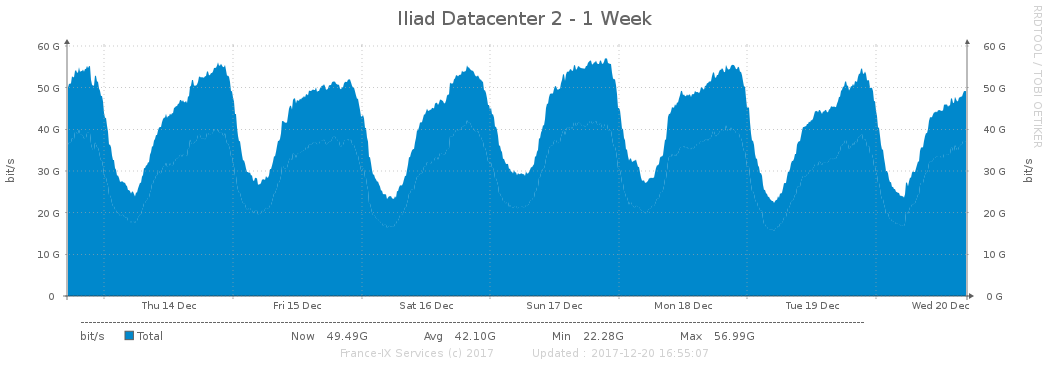 Iliad Datacenter 2 - 1 Week
RRDTOOL / TOBI OETIKER
60 G 60 G
50 G 50 G
40 G 40 G
30 G 30 G
20 G 20 G
10 G 10 G
0 0 G
bit/s bit/s
Thu 14 Dec Fri 15 Dec Sat 16 Dec Sun 17 Dec Mon 18 Dec Tue 19 Dec Wed 20 Dec
bit/s Total Now 49.49G Avg 42.10G Min 22.28G Max 56.99G
France-IX Services (c) 2017 Updated : 2017-12-20 16:55:07